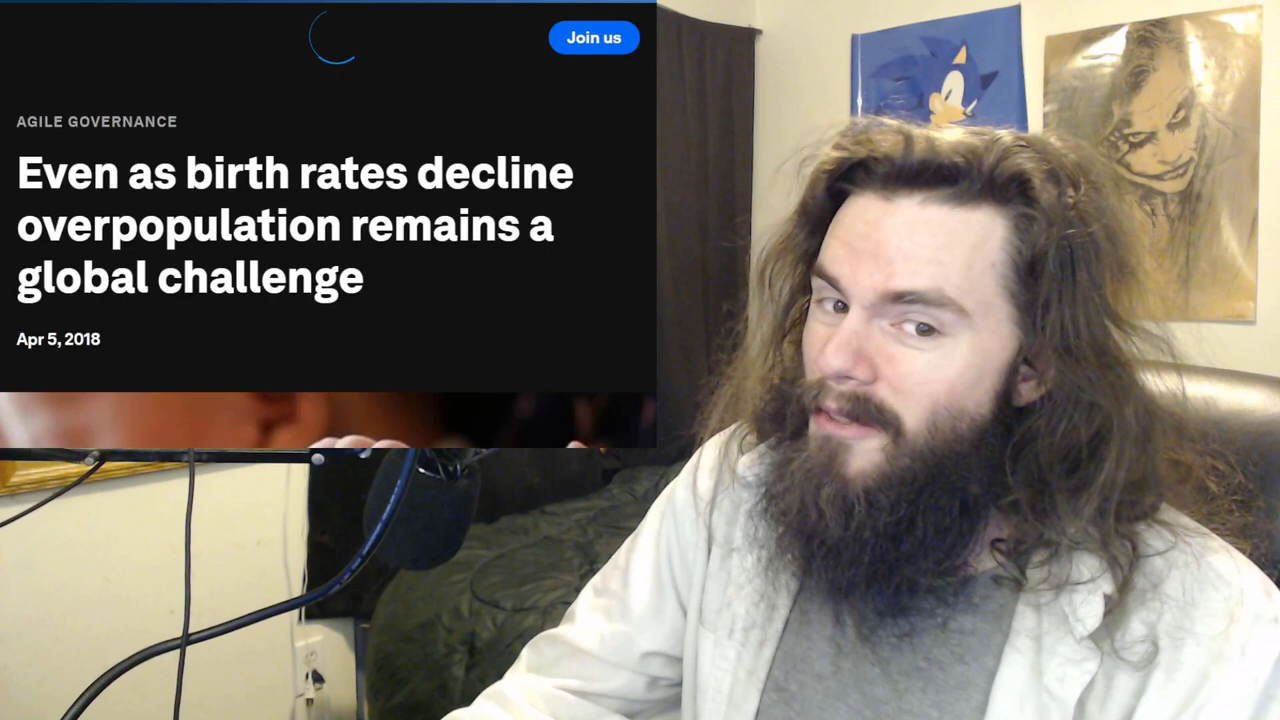 Join us
AGILE GOVERNANCE
Even as birth rates decline
overpopulation remains a
global challenge
Apr 5, 2018